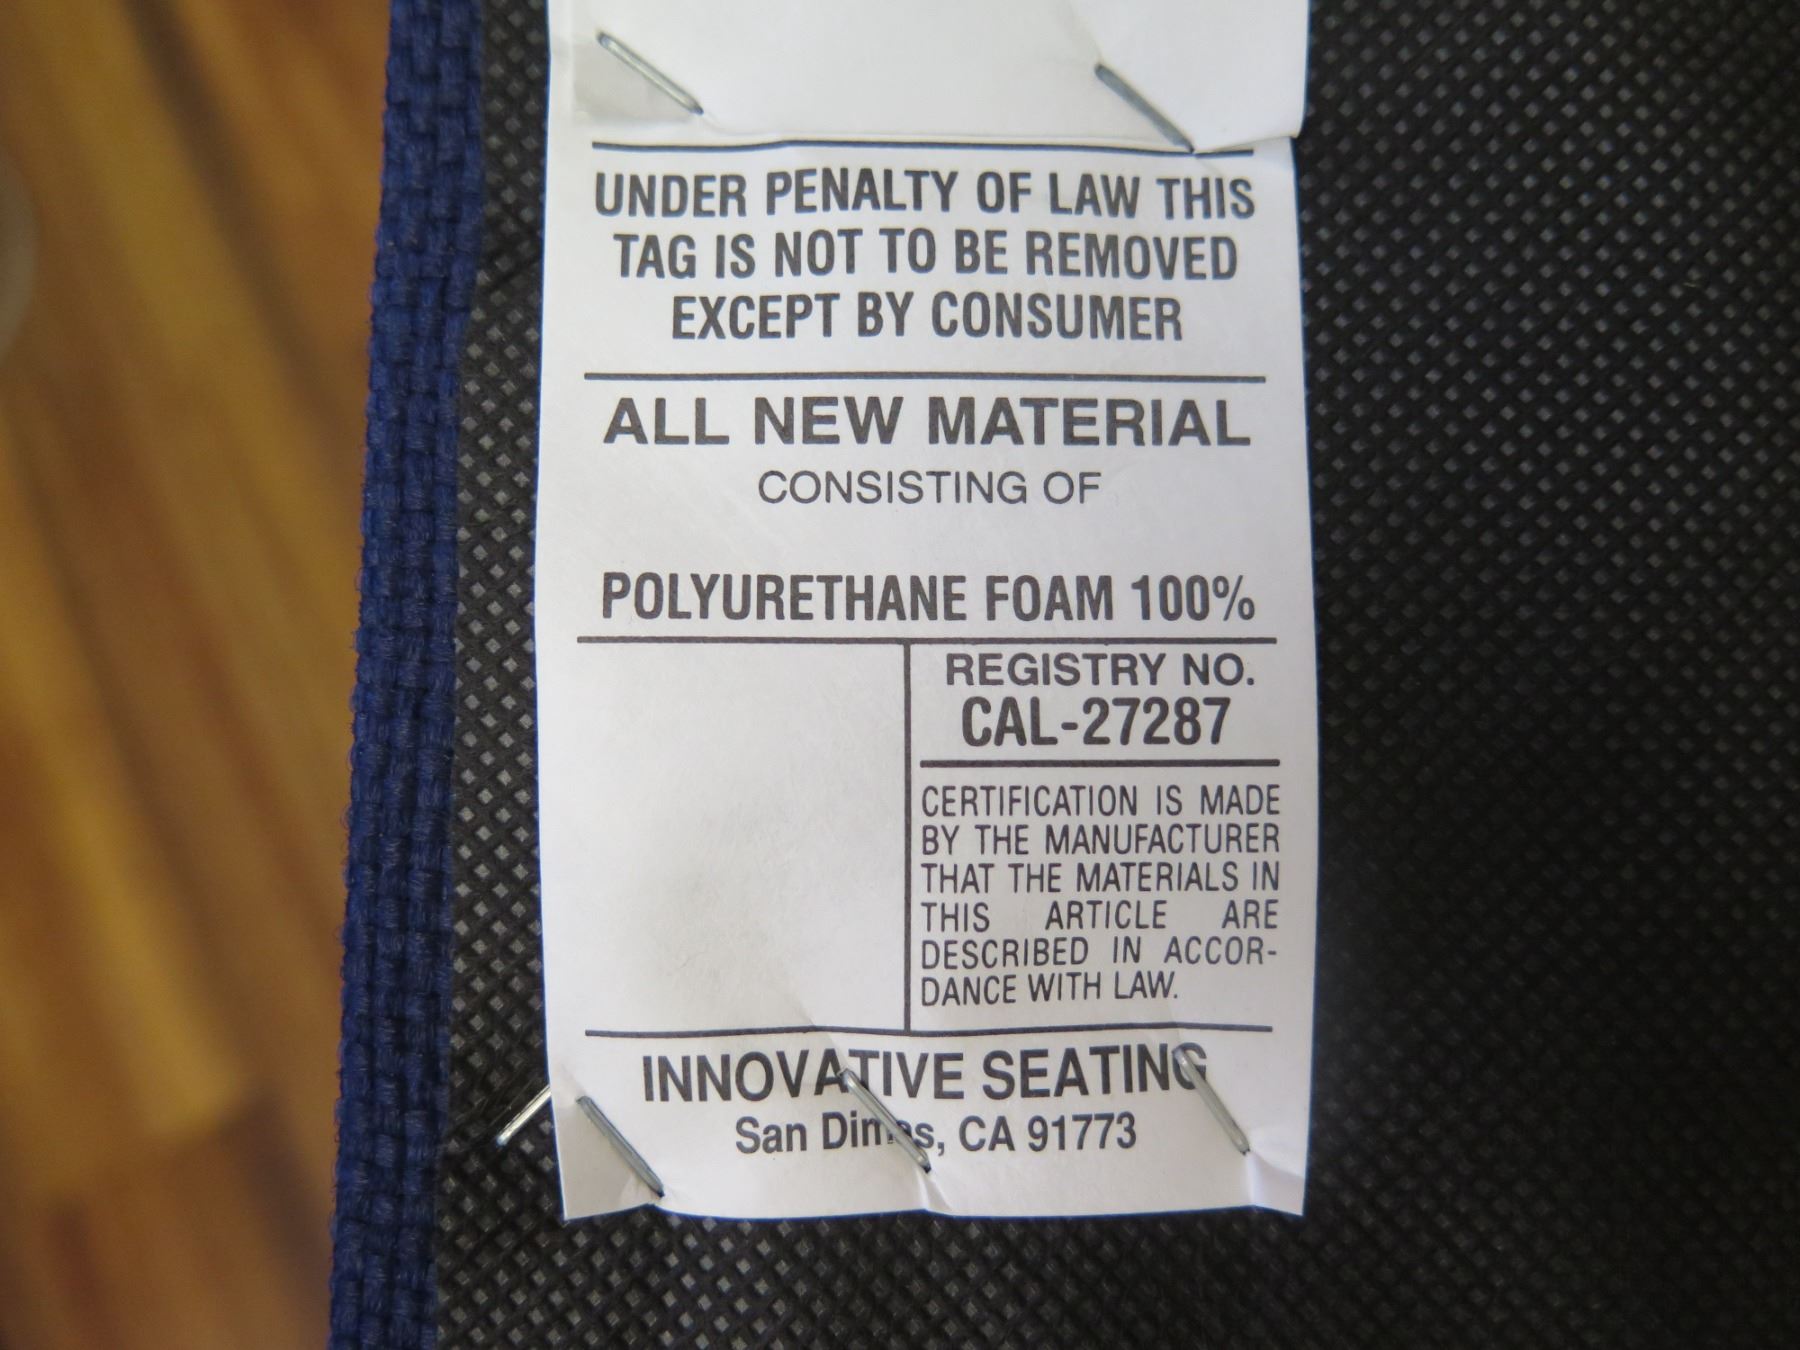 UNDER PENALTY OF LAW THIS
TAG IS NOT TO BE REMOVED
EXCEPT BY CONSUMER
ALL NEW MATERIAL
CONSISTING OF
POLYURETHANE FOAM 100%
REGISTRY NO.
CAL-27287
CERTIFICATION IS MADE
BY THE MANUFACTURER
THAT THE MATERIALS IN
THIS ARTICLE ARE
DESCRIBED IN ACCOR-
DANCE WITH LAW.
INNOVATIVE SEATING
San Dimas, CA 91773